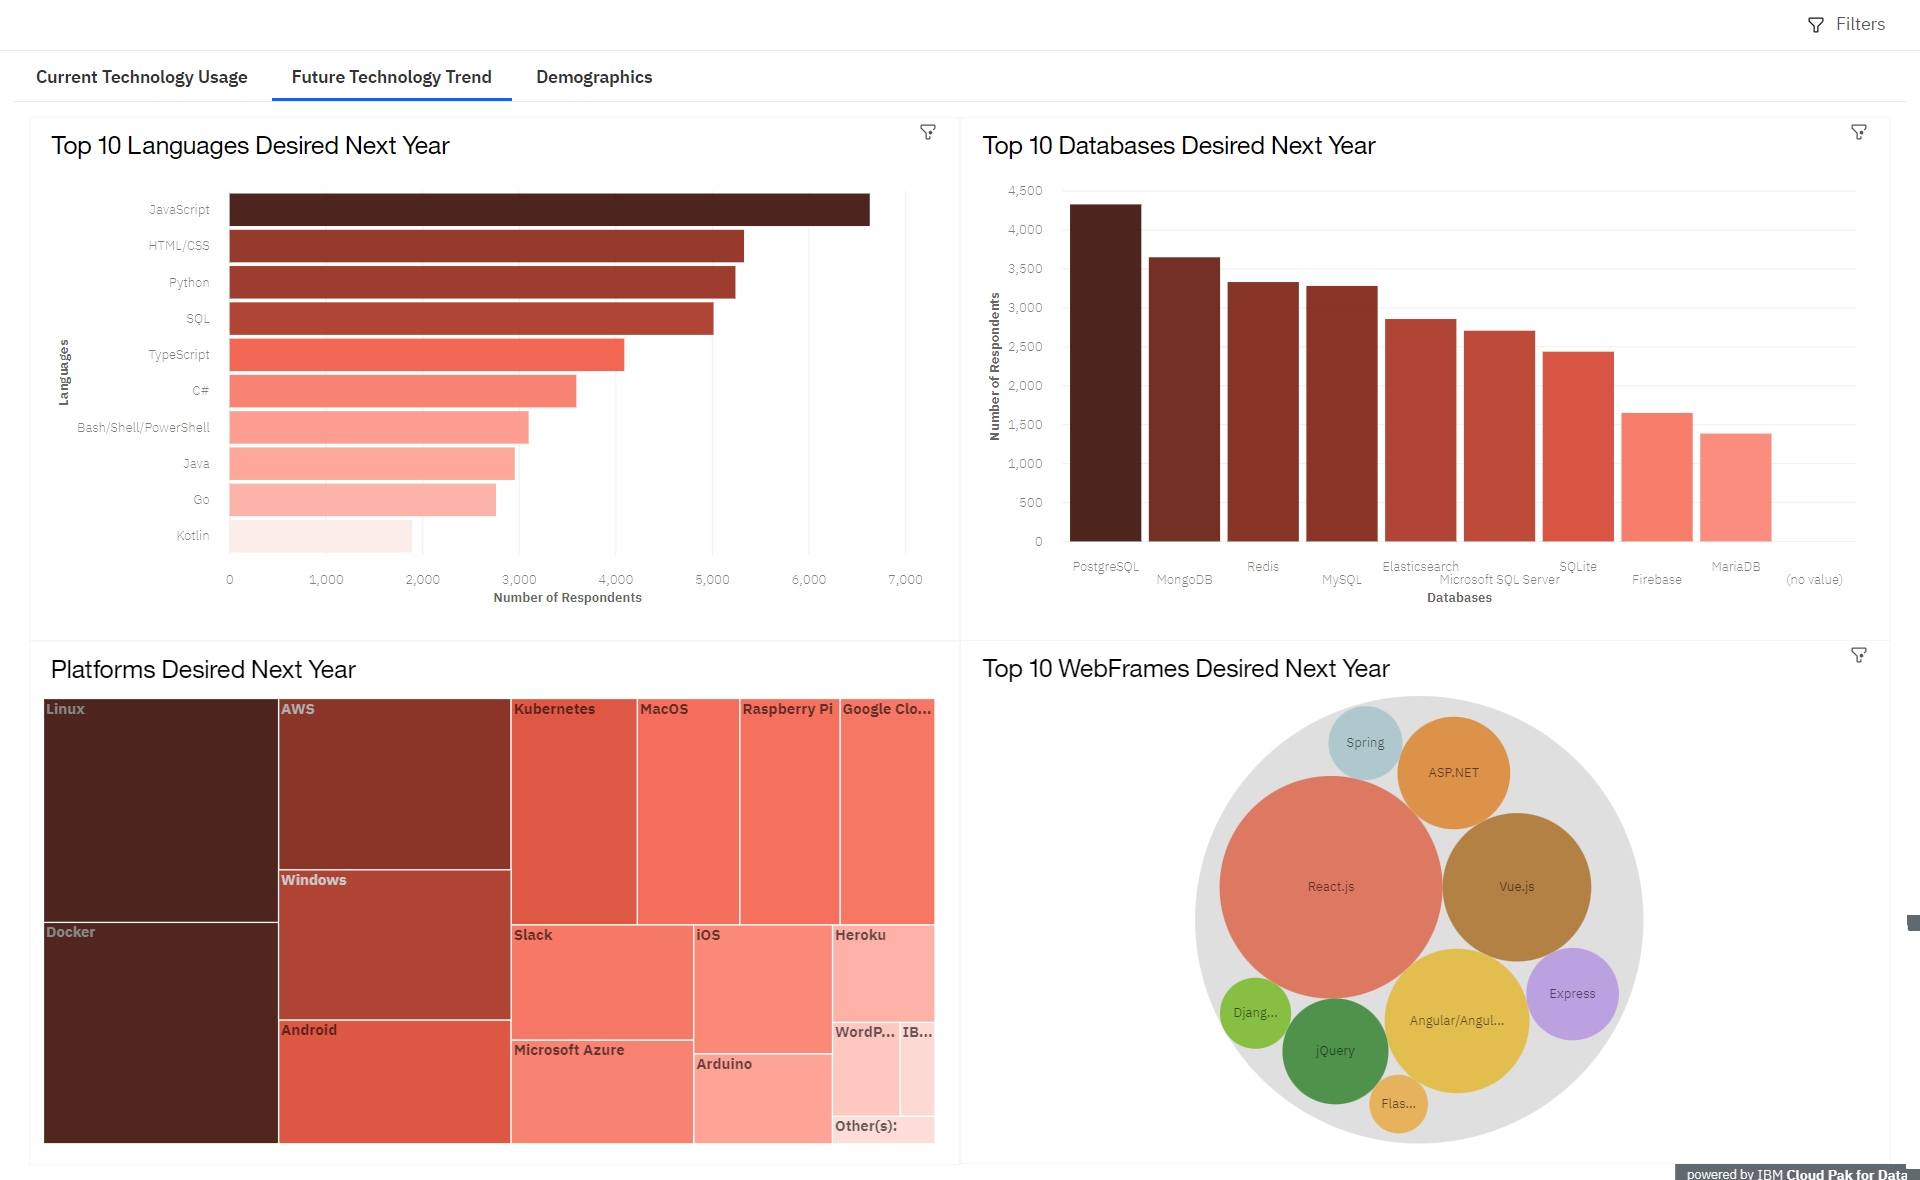 Filters
Current Technology Usage
Future Technology Trend
Demographics
Top 10 Languages Desired Next Year
JavaScript
HTML/CSS
Python
SQL
TypeScript
C#
Bash/Shell/PowerShell
Java
Go
Kotlin
Languages
0 1,000 2,000 3,000 4,000 5,000 6,000 7,000
Number of Respondents
Top 10 Databases Desired Next Year
4,500
4,000
3,500
3,000
2,500
2,000
1,500
1,000
500
0
Number of Respondents
PostgreSQL
MongoDB
Redis
MySQL
Elasticsearch
Microsoft SQL Server
SQLite
Firebase
MariaDB
(no value)
Databases
Platforms Desired Next Year
Linux
Docker
AWS
Windows
Android
Kubernetes
MacOS
Raspberry Pi
Google Clo...
Slack
iOS
Heroku
Microsoft Azure
Arduino
WordP...
IB...
Other(s):
Top 10 WebFrames Desired Next Year
Spring
ASP.NET
React.js
Vue.js
Express
Djang...
Angular/Angul...
jQuery
Flas...
powered by IBM Cloud Pak for Data